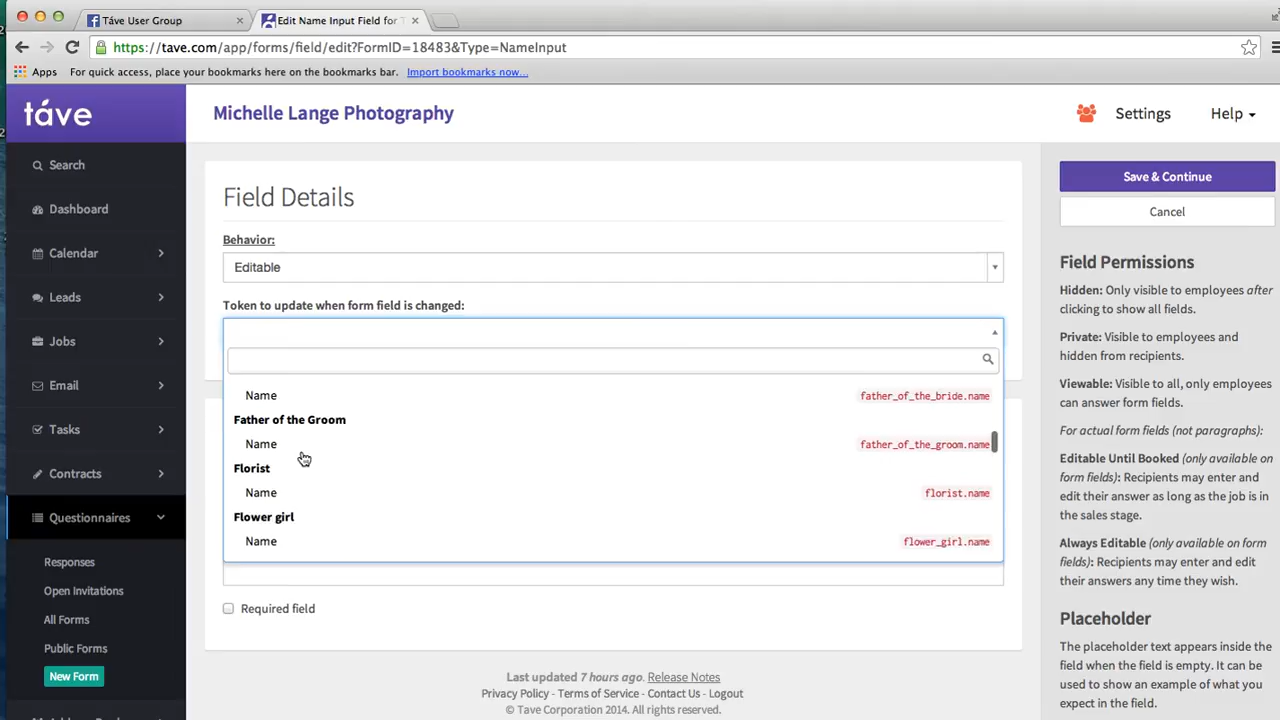 Táve User Group
Edit Name Input Field for T
https://tave.com/app/forms/field/edit?FormID=18483&Type=NameInput
Apps For quick access, place your bookmarks here on the bookmarks bar. Import bookmarks now...
táve
Michelle Lange Photography
Settings
Help
Search
Dashboard
Calendar
Leads
Jobs
Email
Tasks
Contracts
Questionnaires
Responses
Open Invitations
All Forms
Public Forms
New Form
Field Details
Behavior:
Editable
Token to update when form field is changed:
Name father_of_the_bride.name
Father of the Groom
Name father_of_the_groom.name
Florist
Name florist.name
Flower girl
Name flower_girl.name
Required field
Last updated 7 hours ago. Release Notes
Privacy Policy - Terms of Service - Contact Us - Logout
© Tave Corporation 2014. All rights reserved.
Save & Continue
Cancel
Field Permissions
Hidden: Only visible to employees after
clicking to show all fields.
Private: Visible to employees and
hidden from recipients.
Viewable: Visible to all, only employees
can answer form fields.
For actual form fields (not paragraphs):
Editable Until Booked (only available on
form fields): Recipients may enter and
edit their answer as long as the job is in
the sales stage.
Always Editable (only available on form
fields): Recipients may enter and edit
their answers any time they wish.
Placeholder
The placeholder text appears inside the
field when the field is empty. It can be
used to show an example of what you
expect in the field.